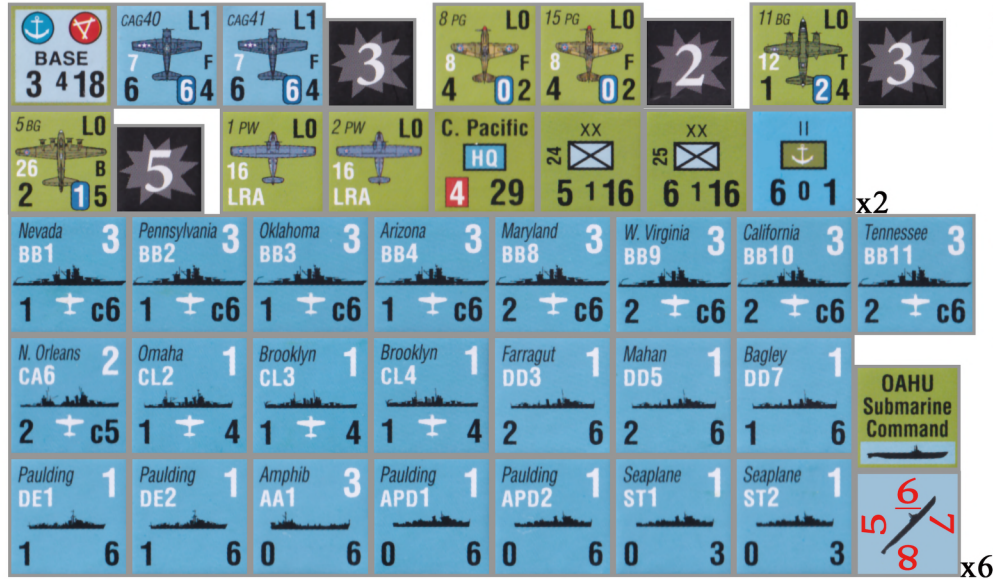 BASE
3 4 18
CAG40 L1
7 F
6 6 4
CAG41 L1
7 F
6 6 4
3
8 PG L0
8 F
4 0 2
15 PG L0
8 F
4 0 2
2
11 BG L0
12 T
1 2 4
3
5 BG L0
26 B
2 1 5
5
1 PW L0
16
LRA
2 PW L0
16
LRA
C. Pacific
HQ
4 29
XX
24
5 1 16
XX
25
6 1 16
II
6 0 1
x2
Nevada 3
BB1
1 c6
Pennsylvania 3
BB2
1 c6
Oklahoma 3
BB3
1 c6
Arizona 3
BB4
1 c6
Maryland 3
BB8
2 c6
W. Virginia 3
BB9
2 c6
California 3
BB10
2 c6
Tennessee 3
BB11
2 c6
N. Orleans 2
CA6
2 c5
Omaha 1
CL2
1 4
Brooklyn 1
CL3
1 4
Brooklyn 1
CL4
1 4
Farragut 1
DD3
2 6
Mahan 1
DD5
2 6
Bagley 1
DD7
1 6
OAHU
Submarine
Command
Paulding 1
DE1
1 6
Paulding 1
DE2
1 6
Amphib 3
AA1
0 6
Paulding 1
APD1
0 6
Paulding 1
APD2
0 6
Seaplane 1
ST1
0 3
Seaplane 1
ST2
0 3
6
5 7
8
x6